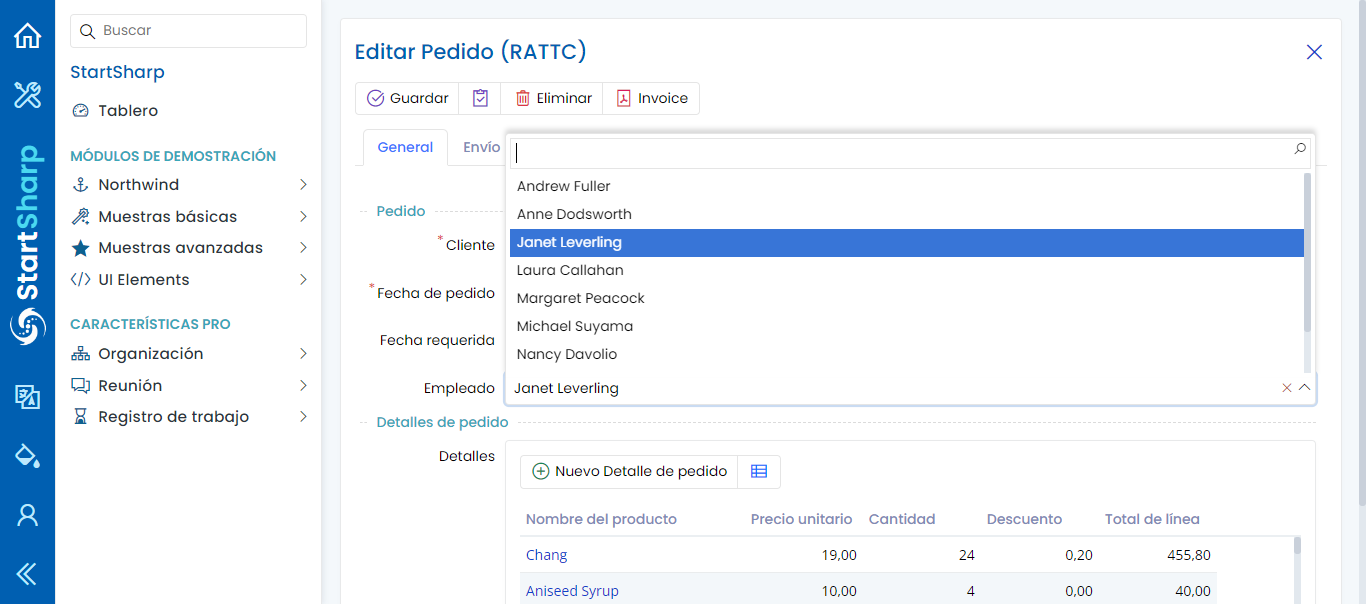 StartSharp
Buscar
StartSharp
Tablero
MÓDULOS DE DEMOSTRACIÓN
Northwind
Muestras básicas
Muestras avanzadas
UI Elements
CARACTERÍSTICAS PRO
Organización
Reunión
Registro de trabajo
Editar Pedido (RATTC)
Guardar
Eliminar
Invoice
General
Envío
Pedido
* Cliente
* Fecha de pedido
Fecha requerida
Andrew Fuller
Anne Dodsworth
Janet Leverling
Laura Callahan
Margaret Peacock
Michael Suyama
Nancy Davolio
Empleado Janet Leverling
Detalles de pedido
Detalles
Nuevo Detalle de pedido
Nombre del producto Precio unitario Cantidad Descuento Total de línea
Chang 19,00 24 0,20 455,80
Aniseed Syrup 10,00 4 0,00 40,00